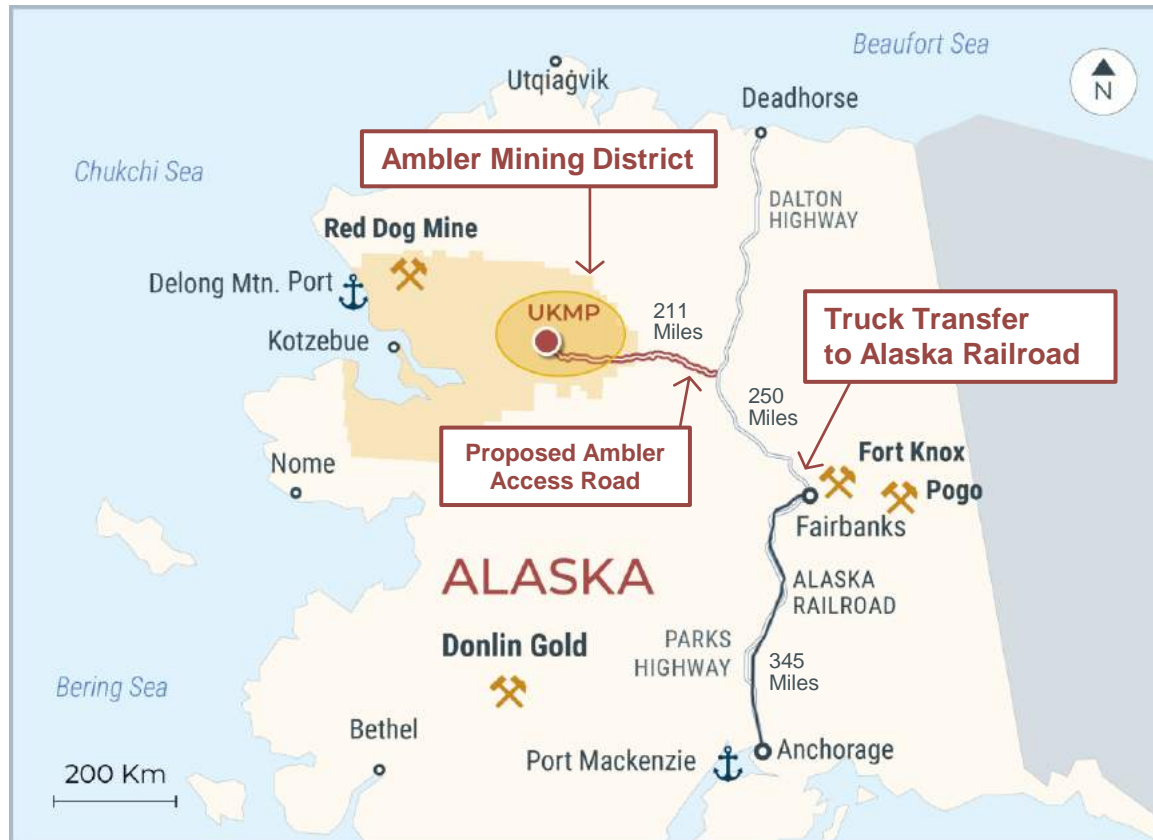 Beaufort Sea
N
Utqiaġvik
Deadhorse
Ambler Mining District
Chukchi Sea
DALTON
HIGHWAY
Red Dog Mine
Delong Mtn. Port
UKMP
211
Miles
Truck Transfer
to Alaska Railroad
Kotzebue
250
Miles
Proposed Ambler
Access Road
Fort Knox
Nome
Pogo
Fairbanks
ALASKA
ALASKA
RAILROAD
Donlin Gold
PARKS
HIGHWAY
345
Miles
Bering Sea
Bethel
Port Mackenzie
Anchorage
200 Km